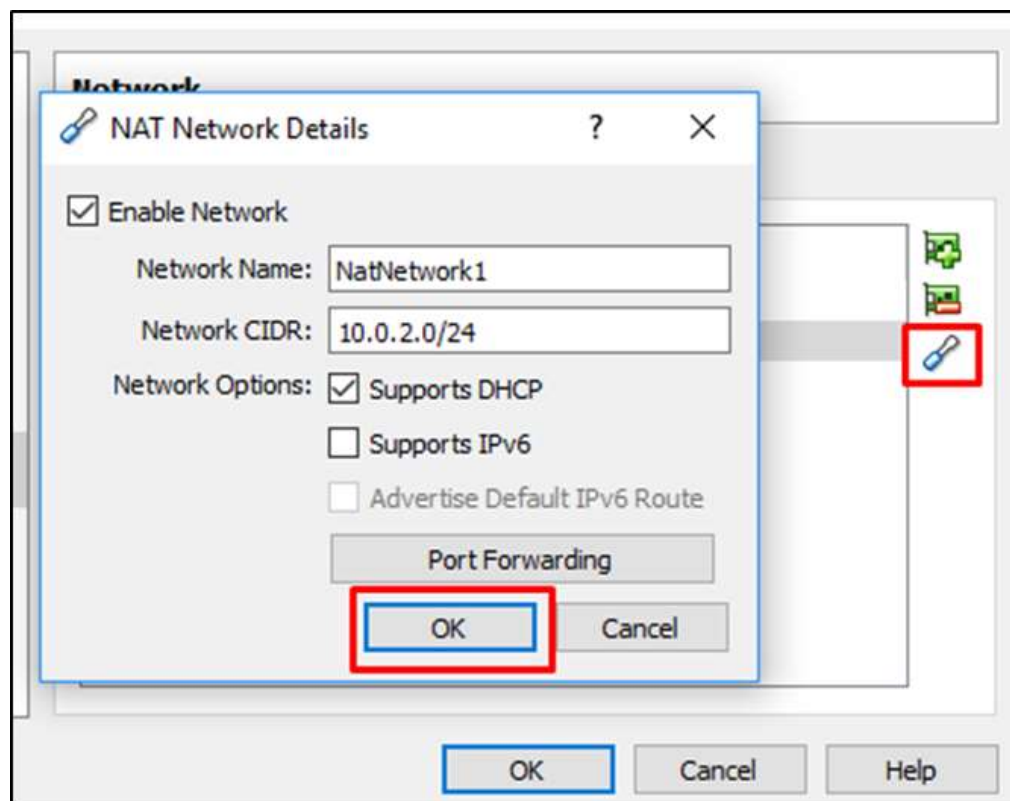 Network
NAT Network Details ?
Enable Network
Network Name: NatNetwork1
Network CIDR: 10.0.2.0/24
Network Options: Supports DHCP
Supports IPv6
Advertise Default IPv6 Route
Port Forwarding
OK Cancel
OK Cancel Help